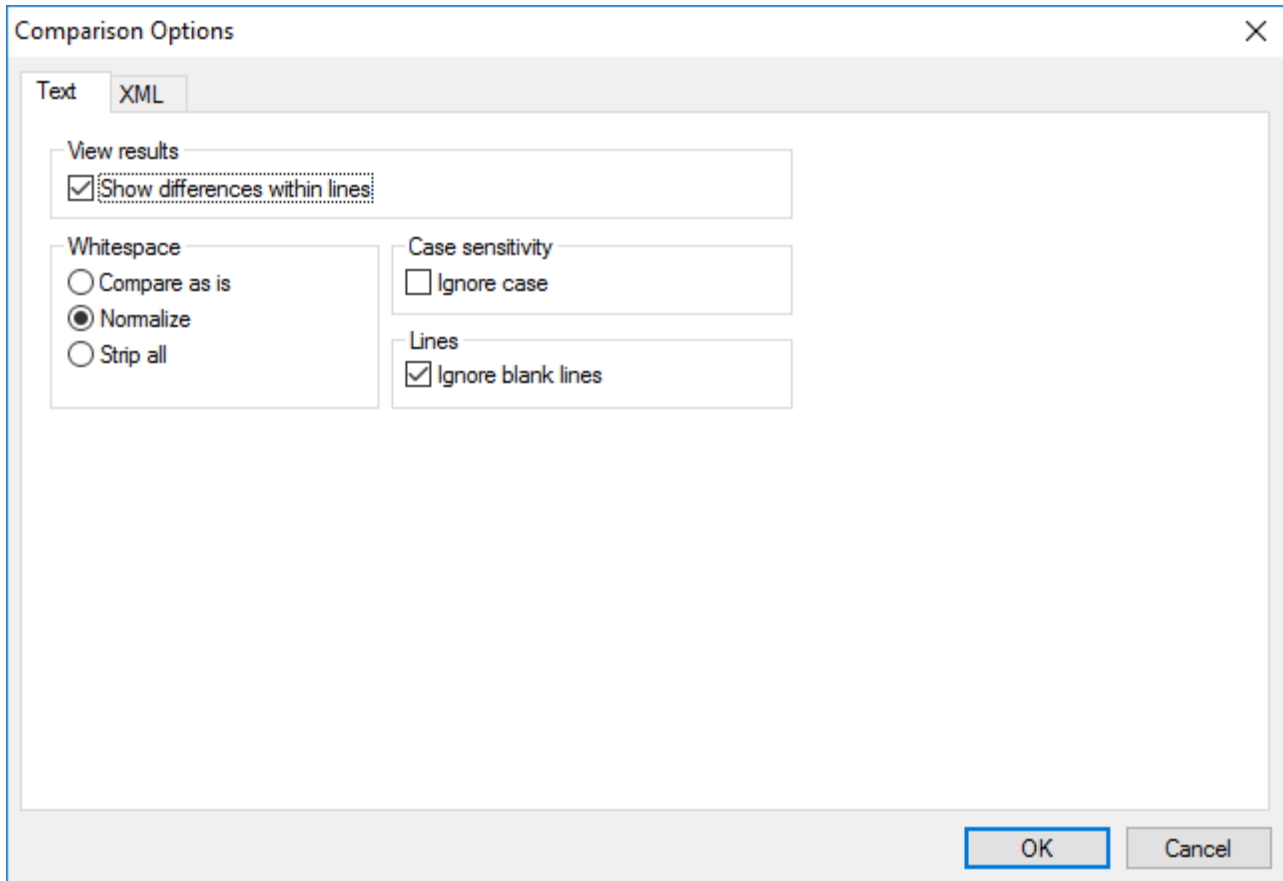 Comparison Options
Text XML
View results
Show differences within lines
Whitespace
Compare as is
Normalize
Strip all
Case sensitivity
Ignore case
Lines
Ignore blank lines
OK Cancel